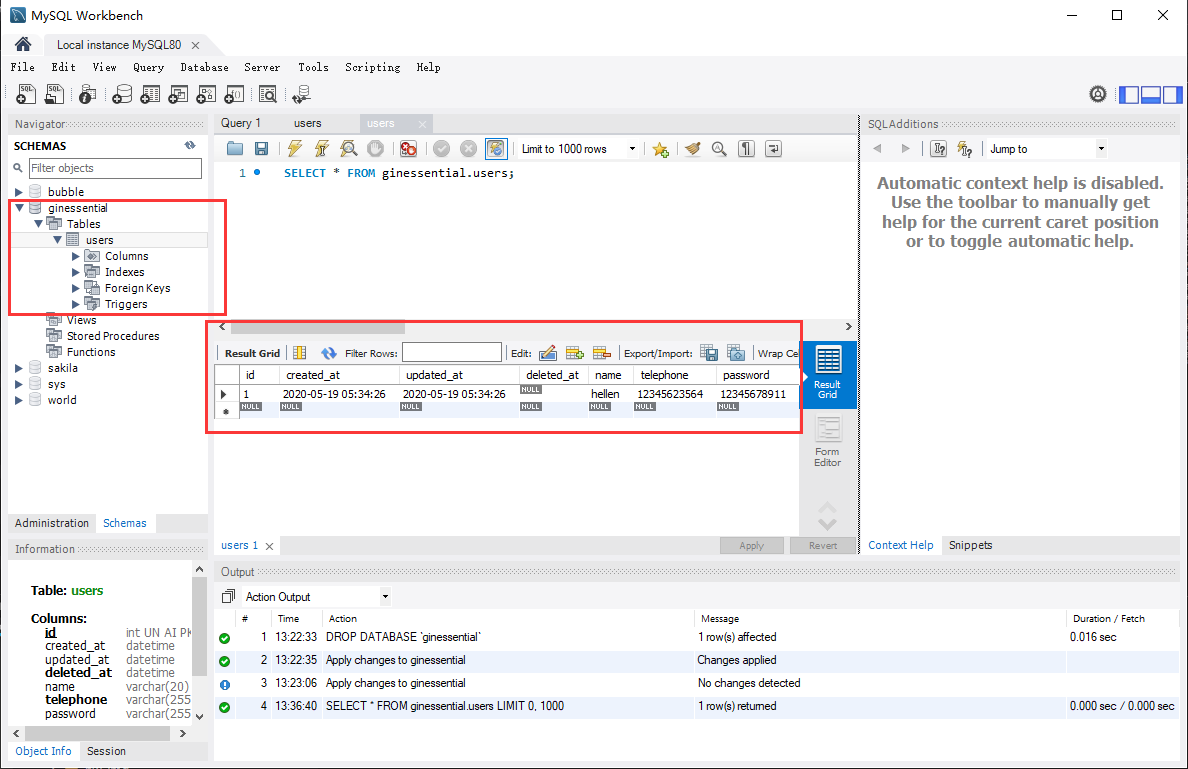 MySQL Workbench
Local instance MySQL80
File Edit View Query Database Server Tools Scripting Help
Navigator
SCHEMAS
Filter objects
bubble
ginessential
Tables
users
Columns
Indexes
Foreign Keys
Triggers
Views
Stored Procedures
Functions
sakila
sys
world
Administration Schemas
Information
Table: users
Columns:
id int UN AI PK
created_at datetime
updated_at datetime
deleted_at datetime
name varchar(20)
telephone varchar(255
password varchar(255
Object Info Session
Query 1 users users
Limit to 1000 rows
1 SELECT * FROM ginessential.users;
Result Grid Filter Rows: Edit: Export/Import: Wrap Ce
id created_at updated_at deleted_at name telephone password
1 2020-05-19 05:34:26 2020-05-19 05:34:26 NULL hellen 12345623564 12345678911
NULL NULL NULL NULL NULL NULL NULL
Result
Grid
Form
Editor
users 1 Apply Revert
SQLAdditions
Jump to
Automatic context help is disabled.
Use the toolbar to manually get
help for the current caret position
or to toggle automatic help.
Context Help Snippets
Output
Action Output
# Time Action Message Duration / Fetch
1 13:22:33 DROP DATABASE `ginessential` 1 row(s) affected 0.016 sec
2 13:22:35 Apply changes to ginessential Changes applied
3 13:23:06 Apply changes to ginessential No changes detected
4 13:36:40 SELECT * FROM ginessential.users LIMIT 0, 1000 1 row(s) returned 0.000 sec / 0.000 sec